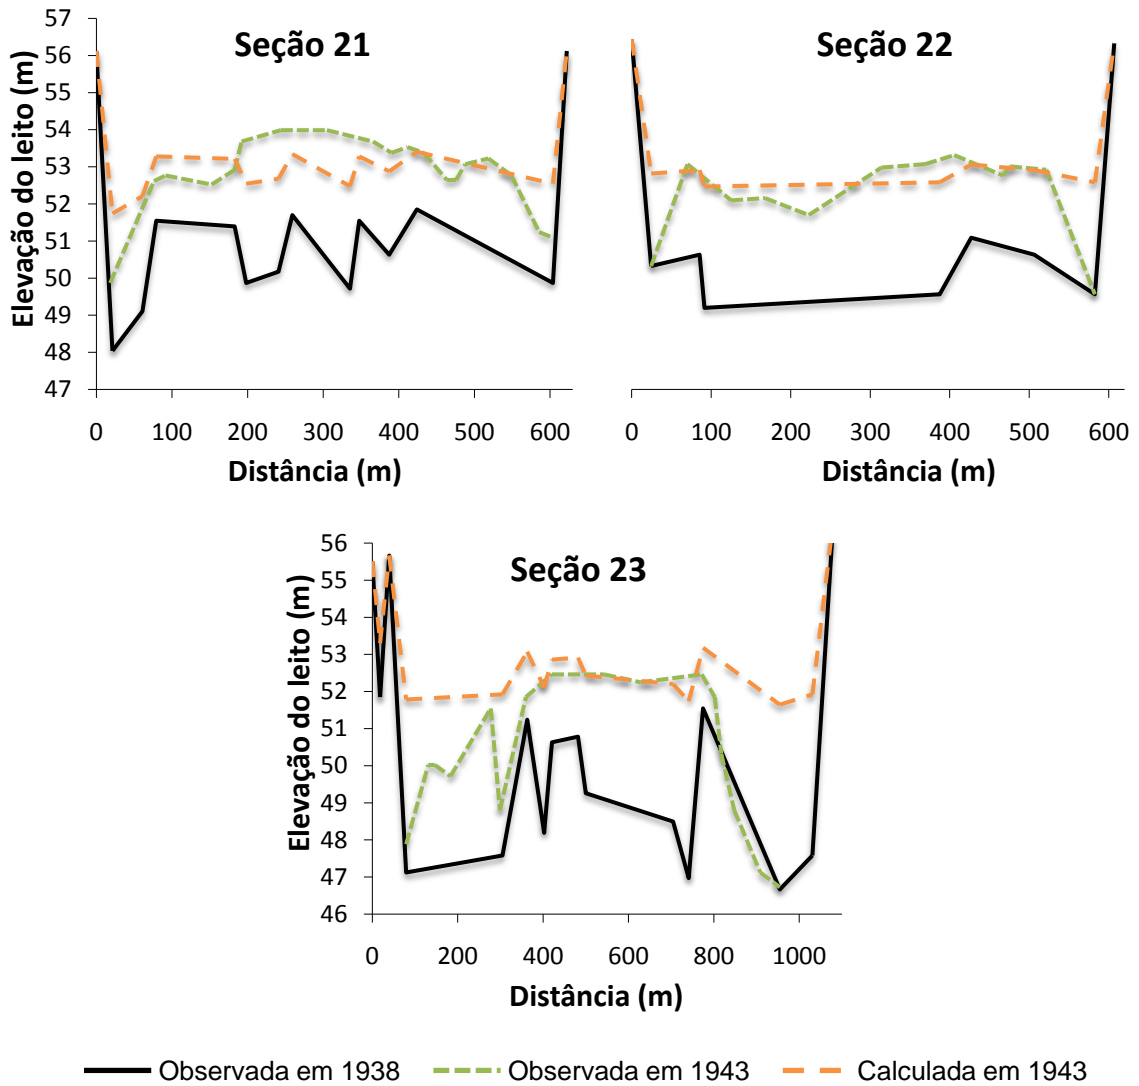 Seção 21
Elevação do leito (m)
57
56
55
54
53
52
51
50
49
48
47
0 100 200 300 400 500 600
Distância (m)
Seção 22
0 100 200 300 400 500 600
Distância (m)
Seção 23
Elevação do leito (m)
56
55
54
53
52
51
50
49
48
47
46
0 200 400 600 800 1000
Distância (m)
Observada em 1938 Observada em 1943 Calculada em 1943